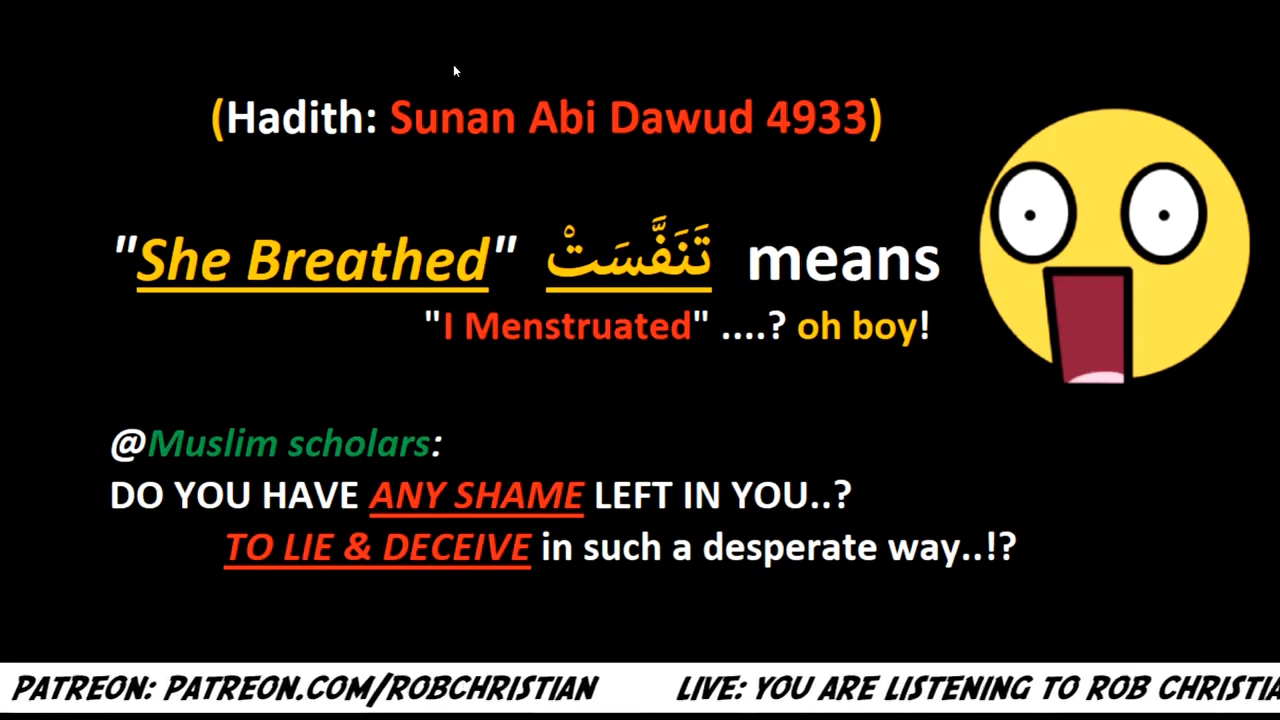 (Hadith: Sunan Abi Dawud 4933)
"She Breathed" تَنَفَّسَتْ means
"I Menstruated" ....? oh boy!
@Muslim scholars:
DO YOU HAVE ANY SHAME LEFT IN YOU..?
TO LIE & DECEIVE in such a desperate way..!?
PATREON: PATREON.COM/ROBCHRISTIAN LIVE: YOU ARE LISTENING TO ROB CHRISTIA